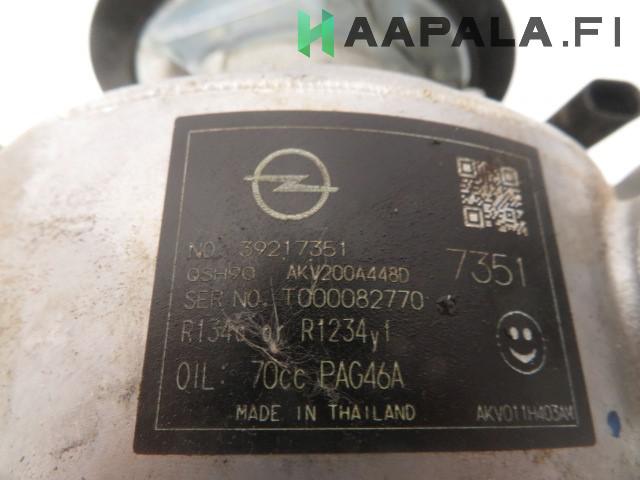 HAAPALA.FI
NO. 39217351
7351
QSH90 AKV200A448D
SER NO. T000082770
R134a or R1234yf
OIL: 70cc PAG46A
MADE IN THAILAND
AKV011H403AM